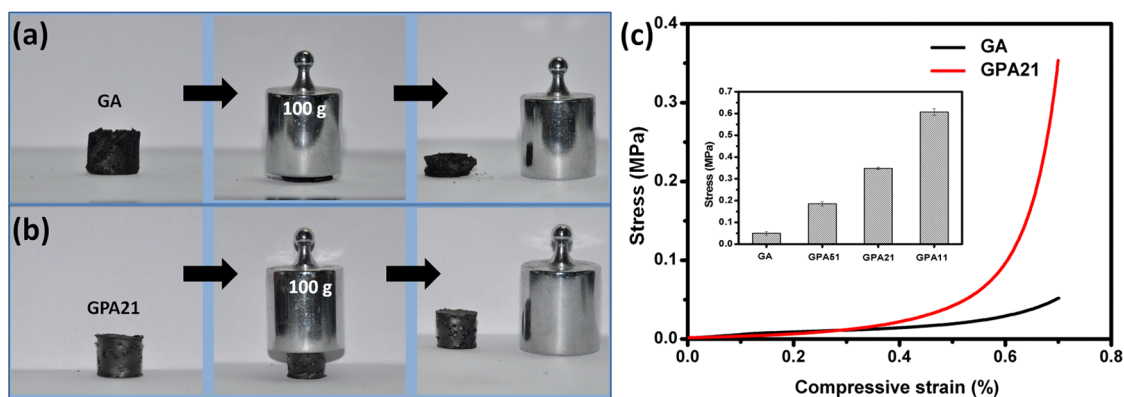 (a)
GA
100 g
(b)
GPA21
100 g
(c)
GA
GPA21
Stress (MPa)
0.4
0.3
0.2
0.1
0.0
0.0 0.2 0.4 0.6 0.8
Compressive strain (%)
Stress (MPa)
0.7
0.6
0.5
0.4
0.3
0.2
0.1
0.0
GA GPA51 GPA21 GPA11